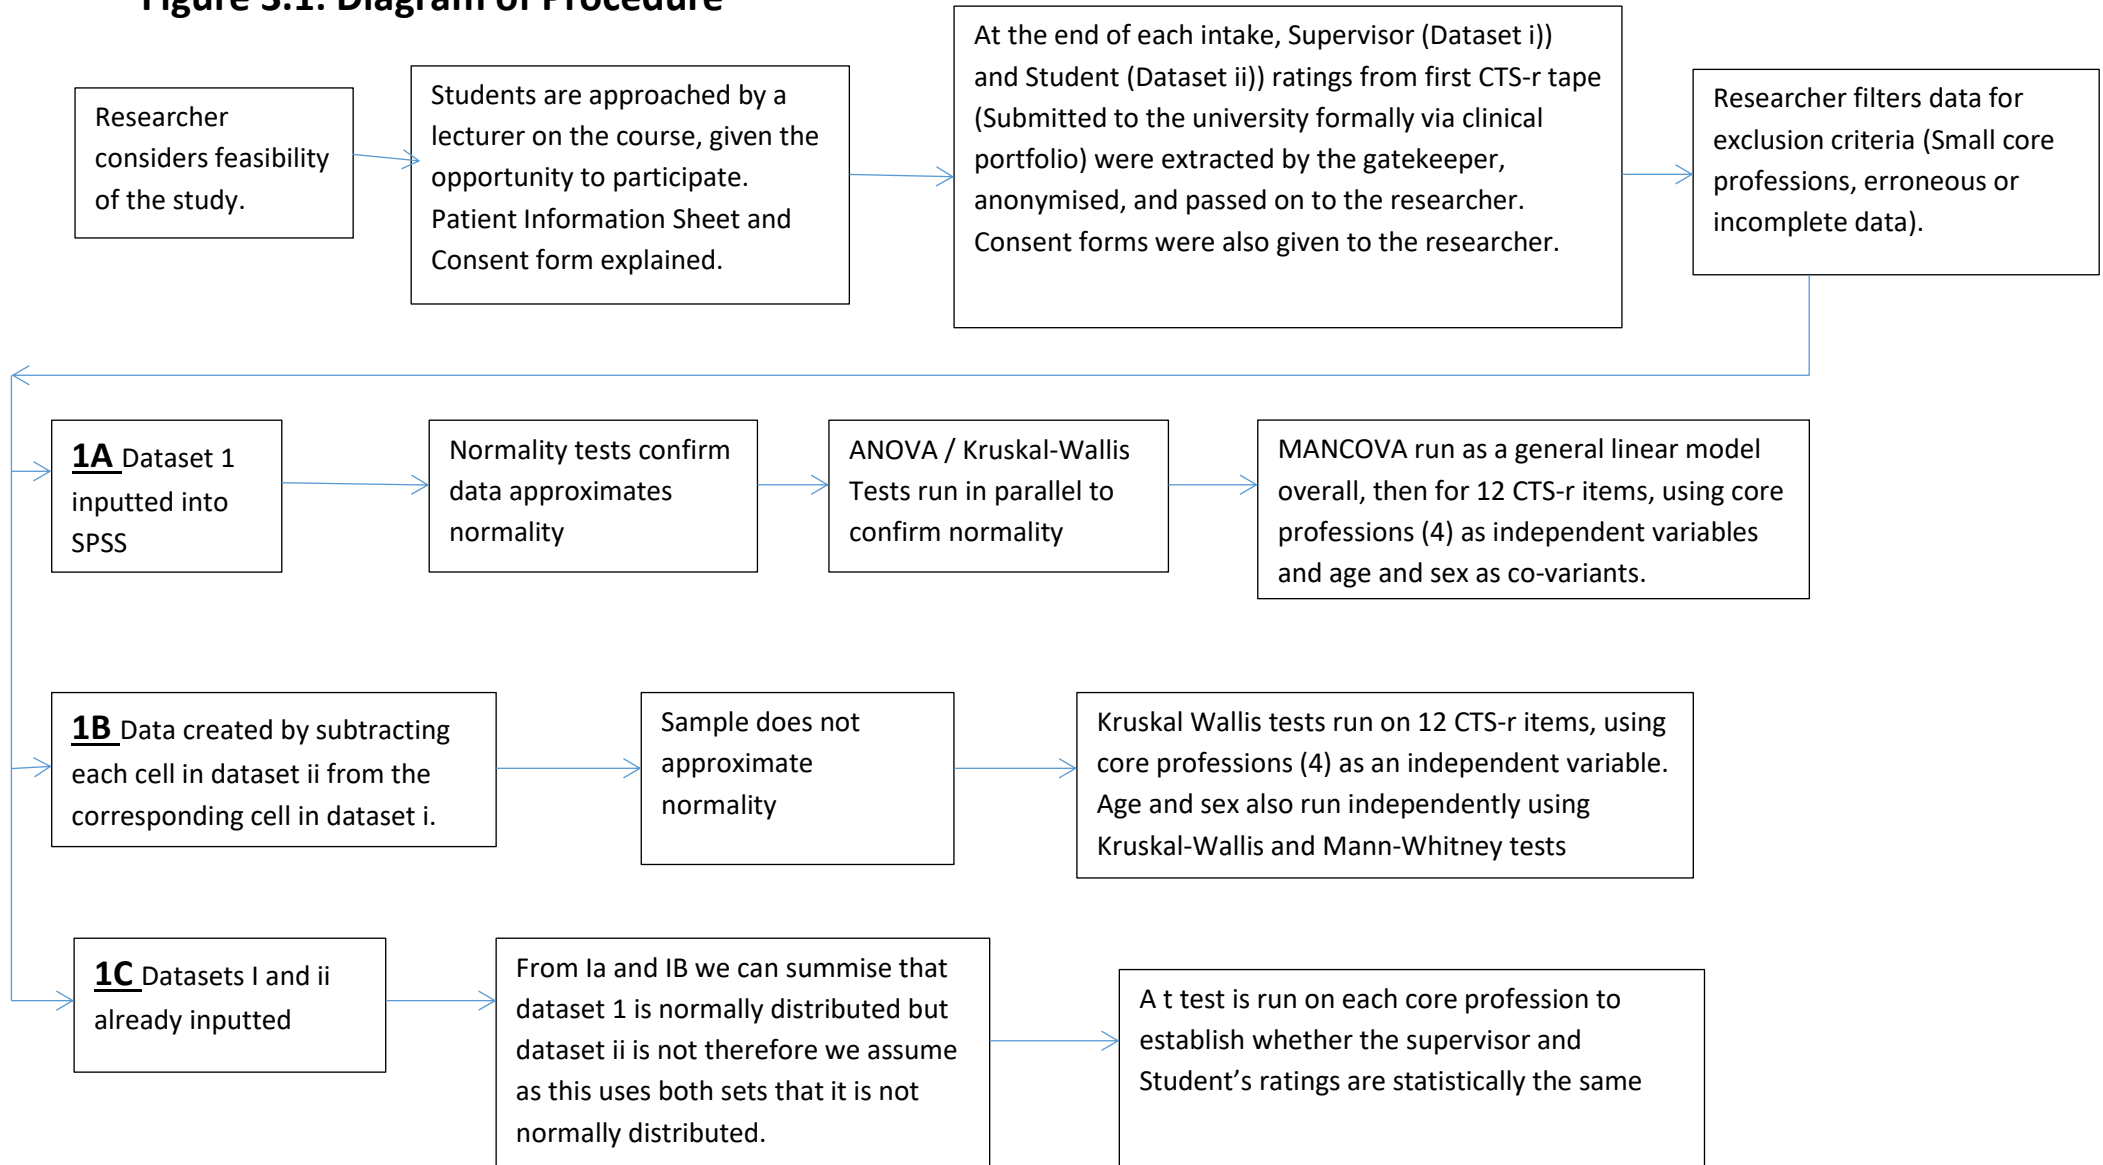 Figure 3.1: Diagram of Procedure
Researcher
considers feasibility
of the study.
Students are approached by a
lecturer on the course, given the
opportunity to participate.
Patient Information Sheet and
Consent form explained.
At the end of each intake, Supervisor (Dataset i))
and Student (Dataset ii)) ratings from first CTS-r tape
(Submitted to the university formally via clinical
portfolio) were extracted by the gatekeeper,
anonymised, and passed on to the researcher.
Consent forms were also given to the researcher.
Researcher filters data for
exclusion criteria (Small core
professions, erroneous or
incomplete data).
1A Dataset 1
inputted into
SPSS
Normality tests confirm
data approximates
normality
ANOVA / Kruskal-Wallis
Tests run in parallel to
confirm normality
MANCOVA run as a general linear model
overall, then for 12 CTS-r items, using core
professions (4) as independent variables
and age and sex as co-variants.
1B Data created by subtracting
each cell in dataset ii from the
corresponding cell in dataset i.
Sample does not
approximate
normality
Kruskal Wallis tests run on 12 CTS-r items, using
core professions (4) as an independent variable.
Age and sex also run independently using
Kruskal-Wallis and Mann-Whitney tests
1C Datasets I and ii
already inputted
From Ia and IB we can summise that
dataset 1 is normally distributed but
dataset ii is not therefore we assume
as this uses both sets that it is not
normally distributed.
A t test is run on each core profession to
establish whether the supervisor and
Student’s ratings are statistically the same